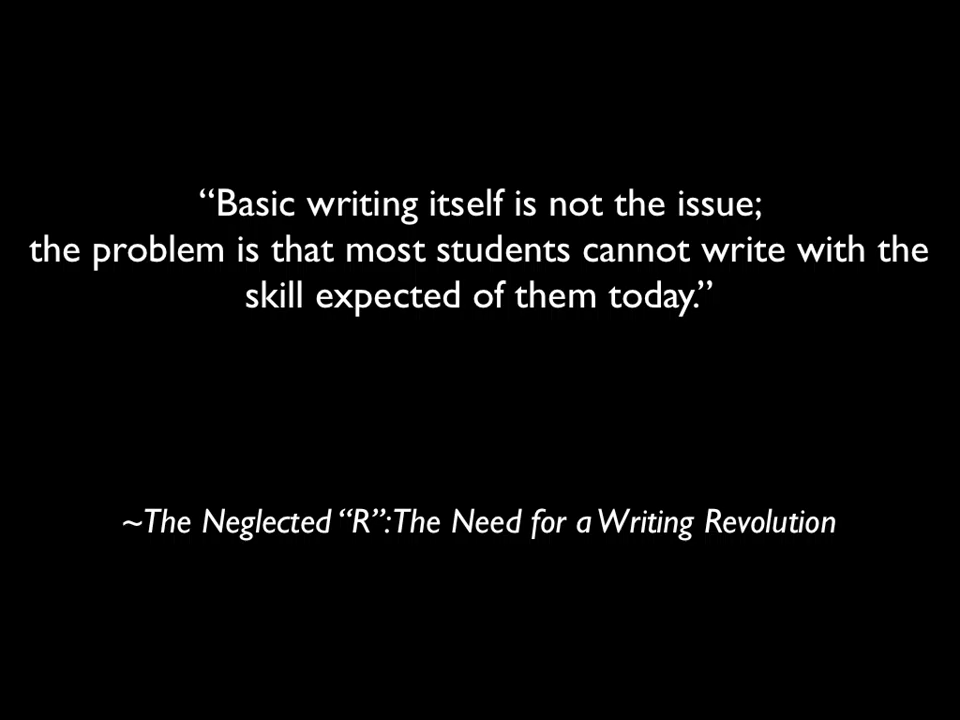 “Basic writing itself is not the issue;
the problem is that most students cannot write with the
skill expected of them today.”
~The Neglected “R”: The Need for a Writing Revolution